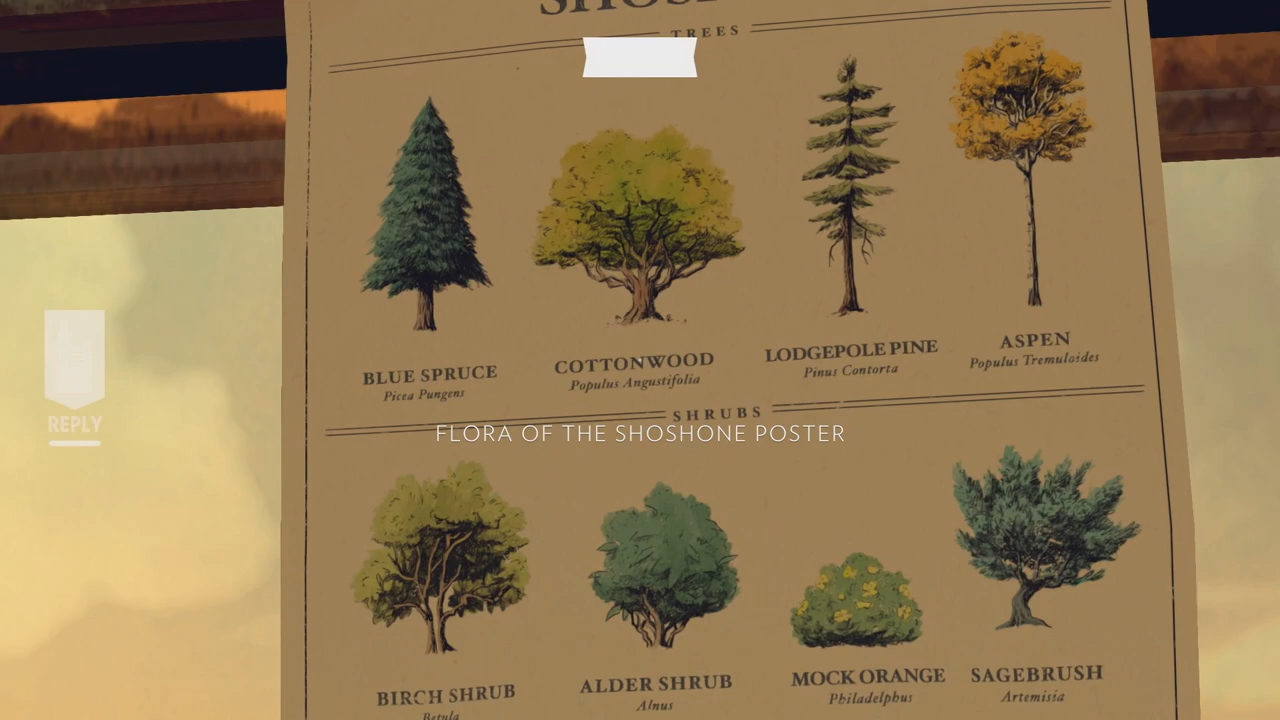 TREES
BLUE SPRUCE
Picea Pungens
COTTONWOOD
Populus Angustifolia
LODGEPOLE PINE
Pinus Contorta
ASPEN
Populus Tremuloides
SHRUBS
FLORA OF THE SHOSHONE POSTER
REPLY
BIRCH SHRUB
Betula
ALDER SHRUB
Alnus
MOCK ORANGE
Philadelphus
SAGEBRUSH
Artemisia